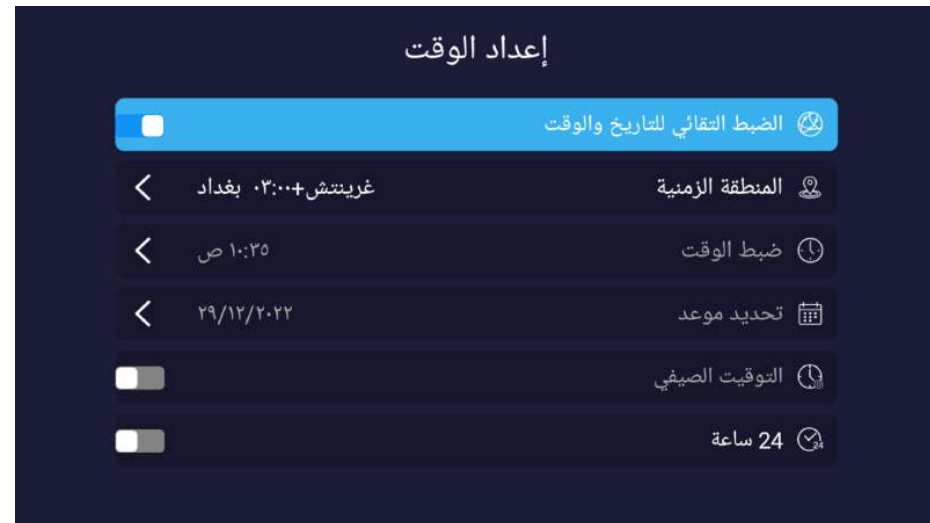 إعداد الوقت
الضبط التقائي للتاريخ والوقت
المنطقة الزمنية غرينتش+٠٣:٠٠ بغداد
ضبط الوقت ١٠:٣٥ ص
تحديد موعد ٢٩/١٢/٢٠٢٢
التوقيت الصيفي
24 ساعة